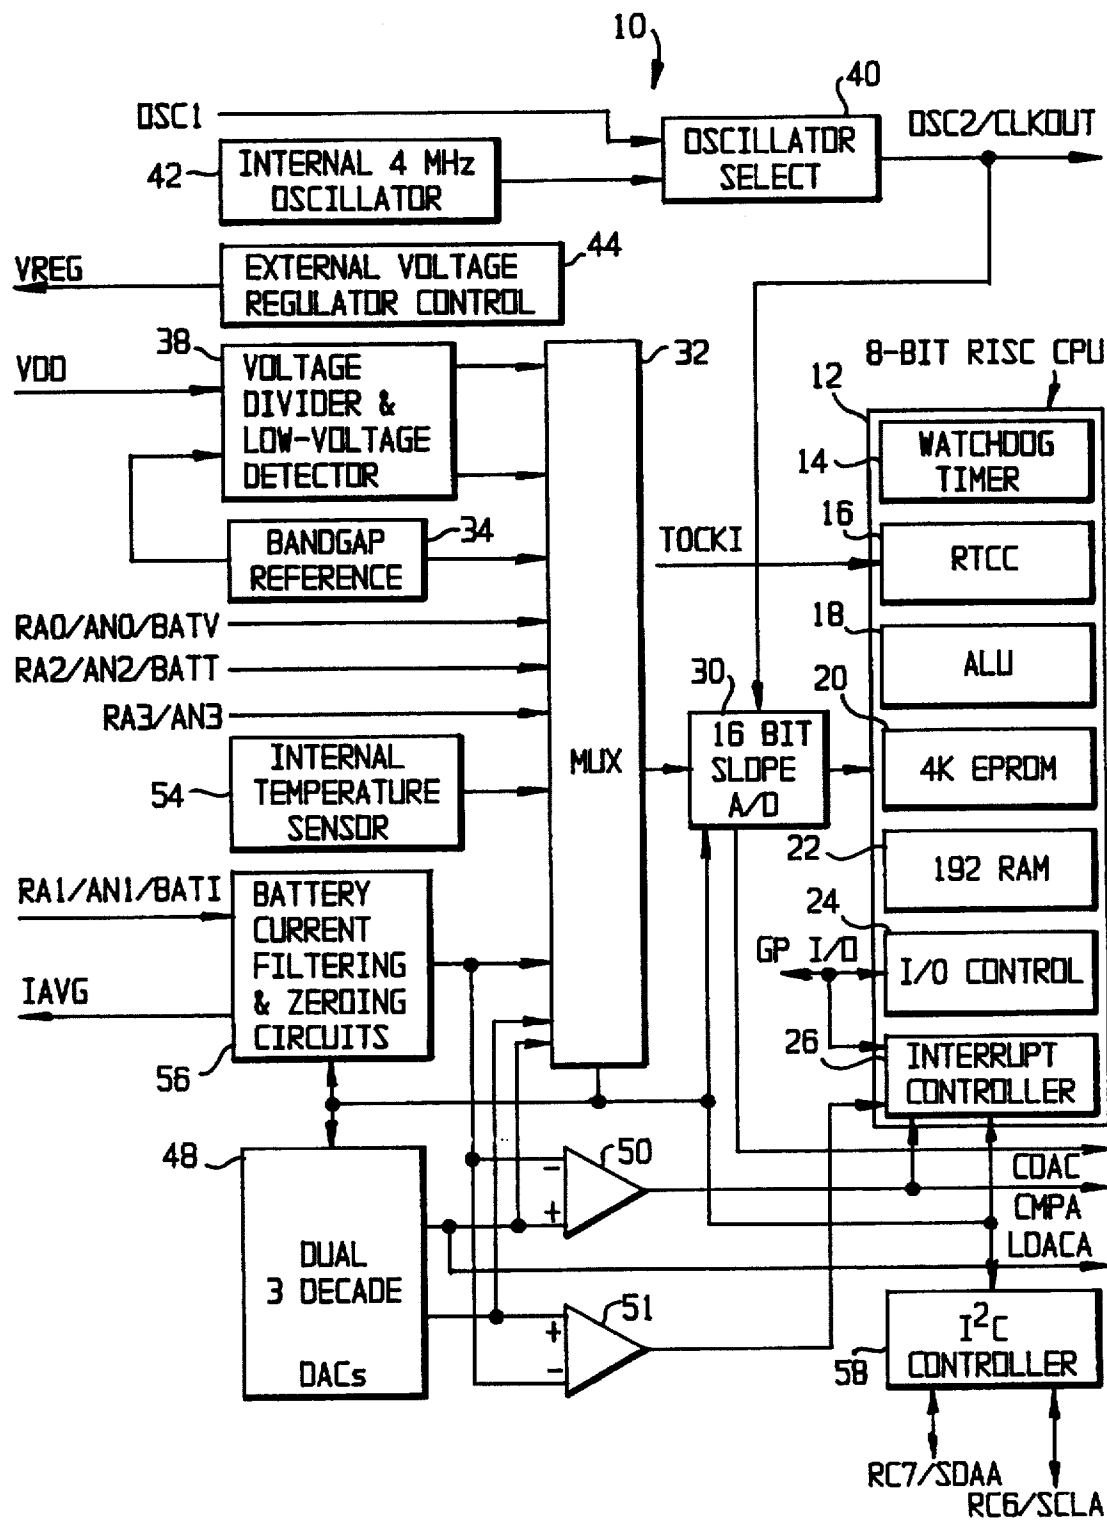 10
OSC1
40
OSCILLATOR
SELECT
OSC2/CLKOUT
42
INTERNAL 4 MHz
OSCILLATOR
VREG
44
EXTERNAL VOLTAGE
REGULATOR CONTROL
38
VDD
VOLTAGE
DIVIDER &
LOW-VOLTAGE
DETECTOR
32
8-BIT RISC CPU
12
14
WATCHDOG
TIMER
34
BANDGAP
REFERENCE
TOCKI
16
RTCC
RA0/AN0/BATV
RA2/AN2/BATT
RA3/AN3
18
ALU
30
16 BIT
SLOPE
A/D
20
4K EPROM
MUX
54
INTERNAL
TEMPERATURE
SENSOR
22
192 RAM
RA1/AN1/BATI
IAVG
BATTERY
CURRENT
FILTERING
& ZEROING
CIRCUITS
56
24
GP I/O
I/O CONTROL
26
INTERRUPT
CONTROLLER
48
DUAL
3 DECADE
DACs
50
-
+
CDAC
CMPA
LDACA
51
+
-
I²C
CONTROLLER
58
RC7/SDAA
RC6/SCLA